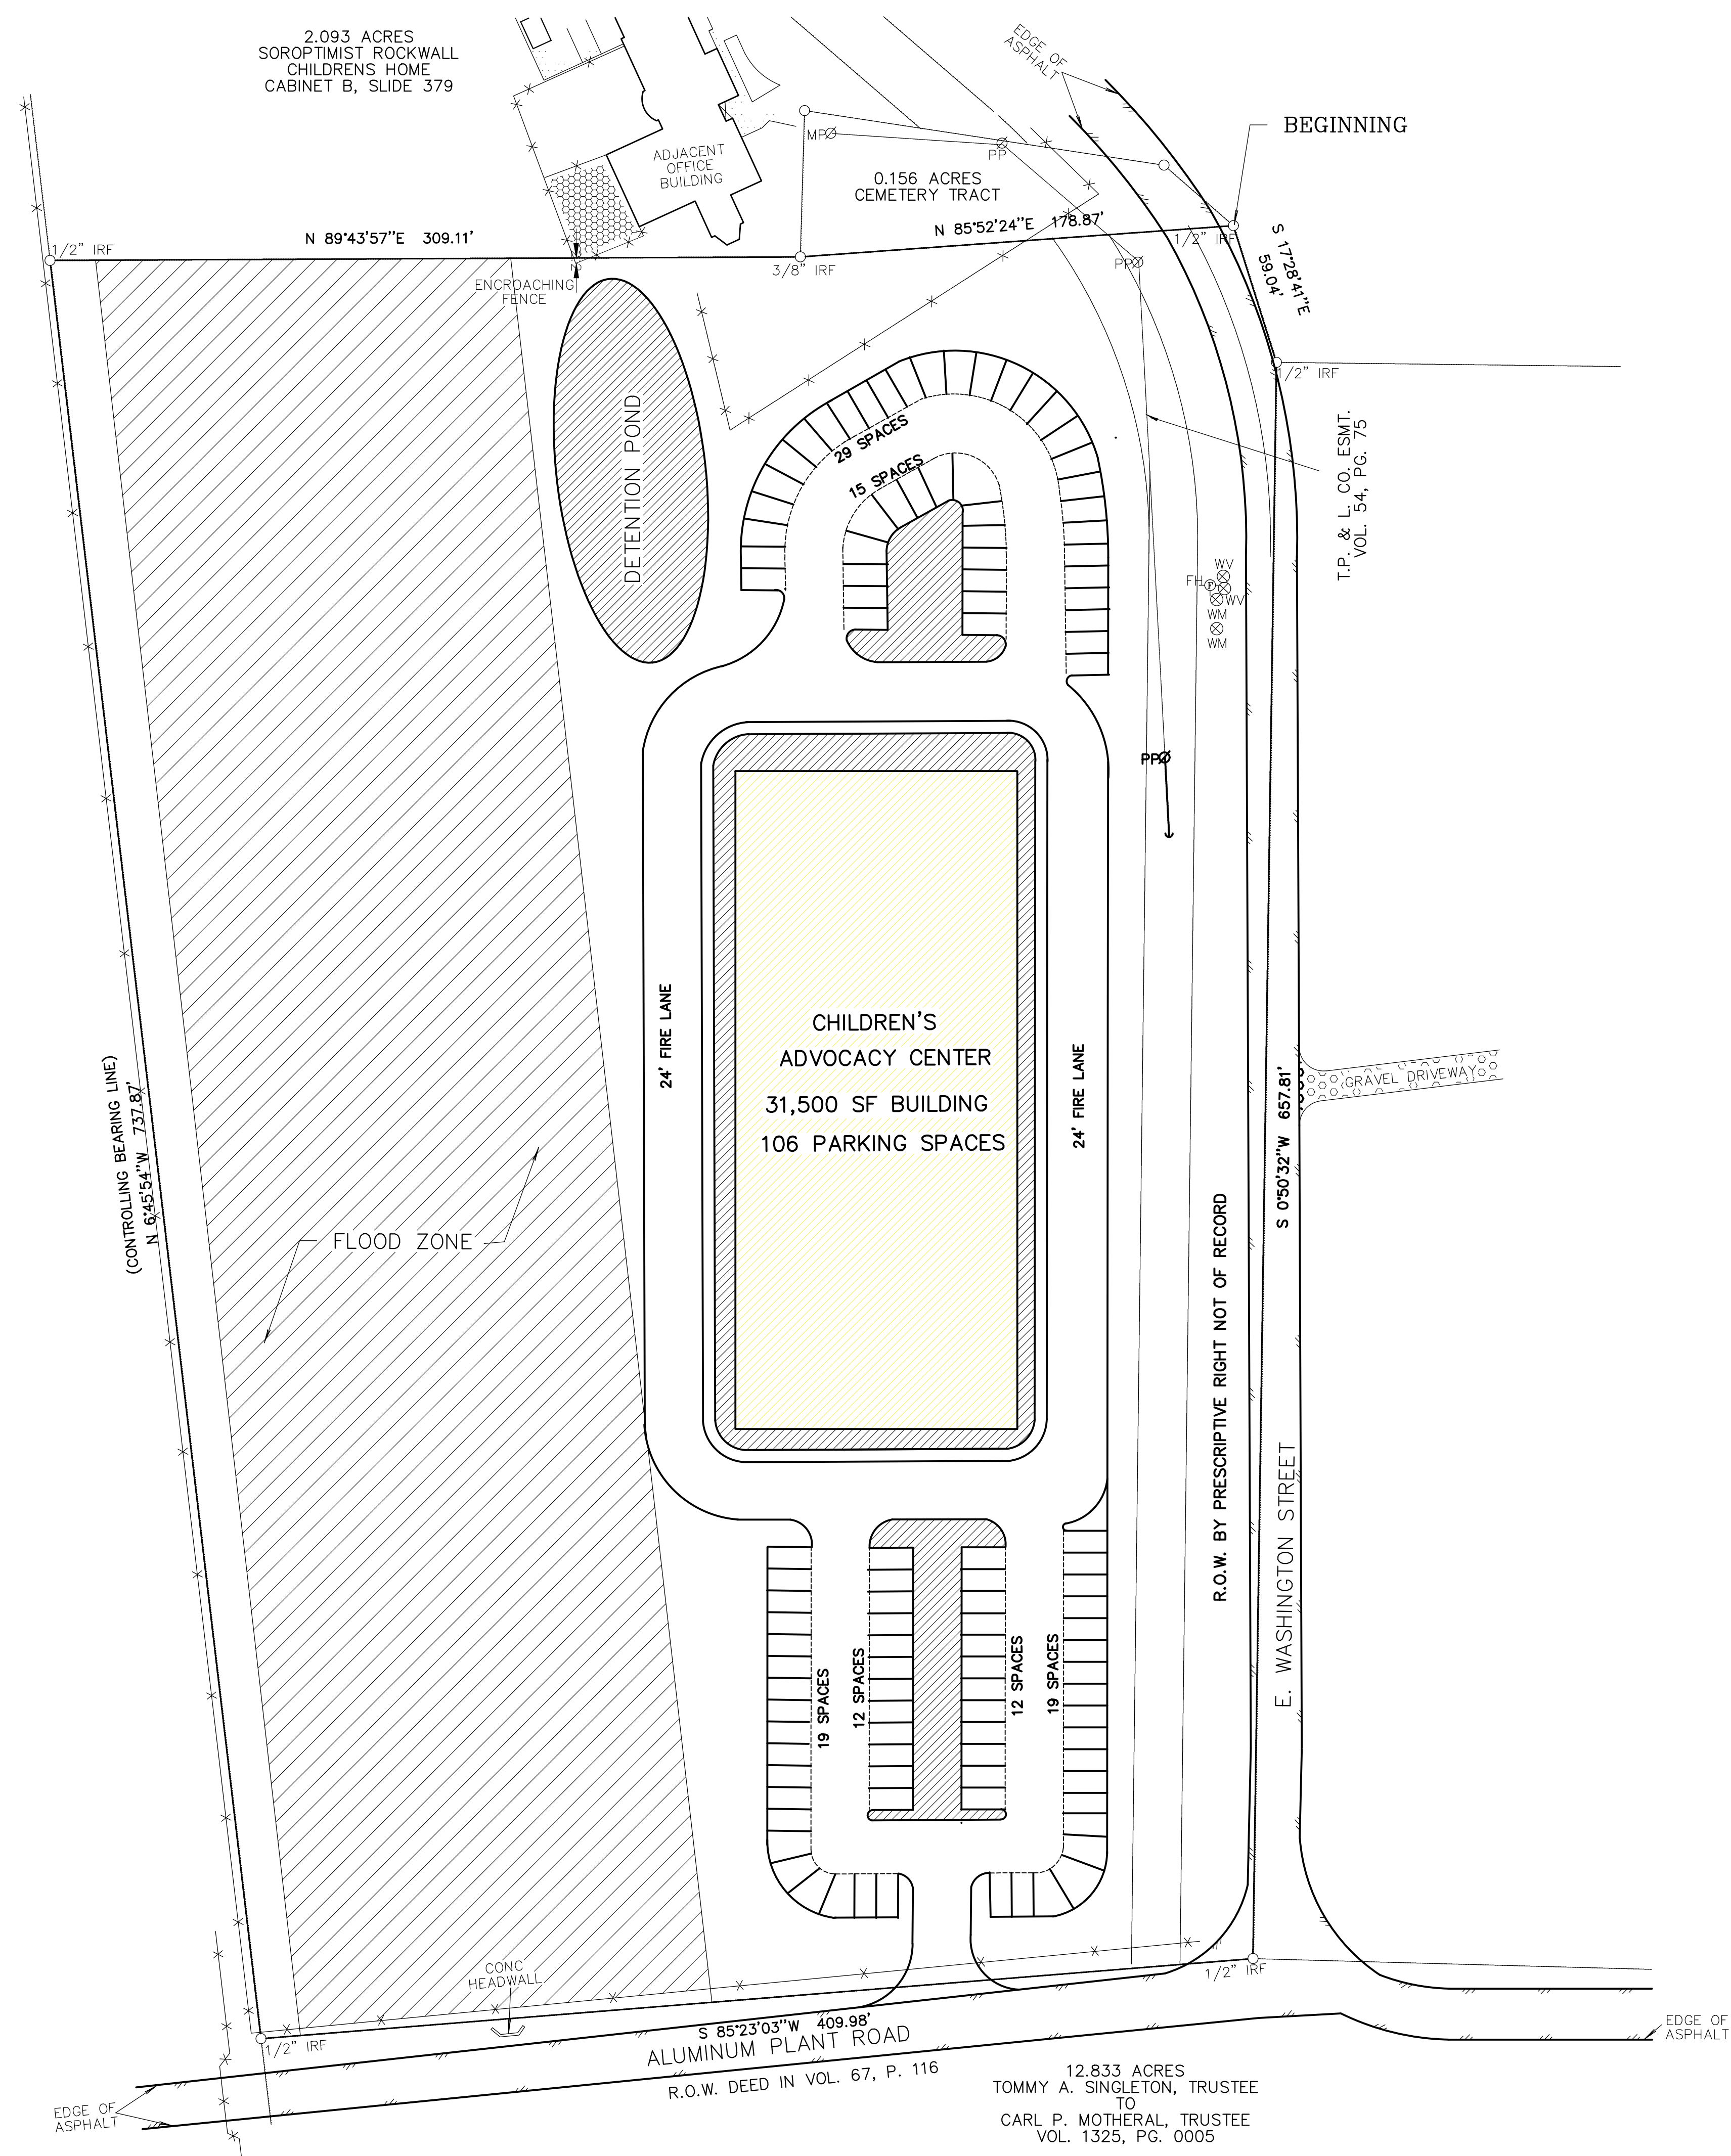 2.093 ACRES
SOROPTIMIST ROCKWALL
CHILDRENS HOME
CABINET B, SLIDE 379
EDGE OF
ASPHALT
BEGINNING
MP
PP
ADJACENT
OFFICE
BUILDING
0.156 ACRES
CEMETERY TRACT
N 89°43'57"E 309.11'
N 85°52'24"E 178.87'
1/2" IRF
1/2" IRF
3/8" IRF
S 17°28'41"E
59.04'
ENCROACHING
FENCE
PP
1/2" IRF
DETENTION POND
29 SPACES
15 SPACES
T.P. & L. CO. ESMT.
VOL. 54, PG. 75
WV
FH
WV
WM
WM
PP
24' FIRE LANE
CHILDREN'S
ADVOCACY CENTER
31,500 SF BUILDING
106 PARKING SPACES
24' FIRE LANE
GRAVEL DRIVEWAY
(CONTROLLING BEARING LINE)
N 6°45'54"W 737.87'
S 0°50'32"W 657.81'
FLOOD ZONE
R.O.W. BY PRESCRIPTIVE RIGHT NOT OF RECORD
E. WASHINGTON STREET
19 SPACES
12 SPACES
12 SPACES
19 SPACES
CONC
HEADWALL
1/2" IRF
1/2" IRF
S 85°23'03"W 409.98'
ALUMINUM PLANT ROAD
R.O.W. DEED IN VOL. 67, P. 116
EDGE OF
ASPHALT
EDGE OF
ASPHALT
12.833 ACRES
TOMMY A. SINGLETON, TRUSTEE
TO
CARL P. MOTHERAL, TRUSTEE
VOL. 1325, PG. 0005